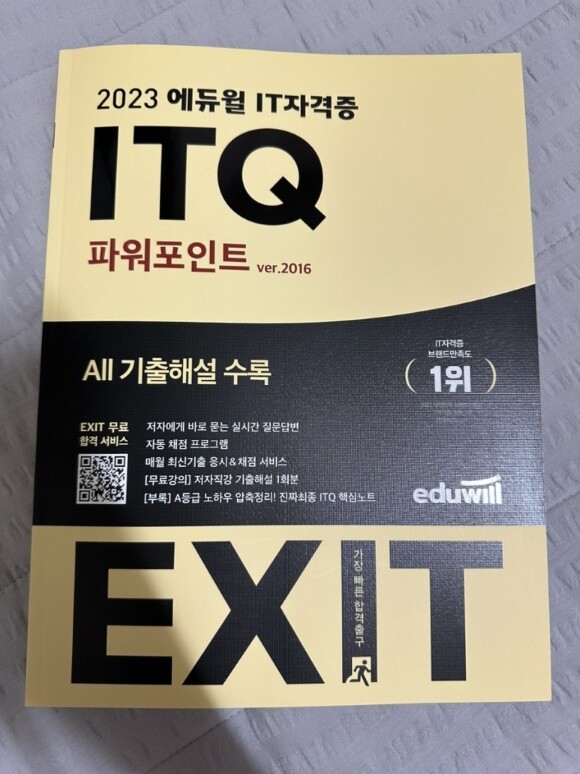 2023 에듀윌 IT자격증
ITQ
파워포인트 ver.2016
All 기출해설 수록
IT자격증
브랜드만족도
1위
EXIT 무료
합격 서비스
저자에게 바로 묻는 실시간 질문답변
자동 채점 프로그램
매월 최신기출 응시&채점 서비스
[무료강의] 저자직강 기출해설 1회분
[부록] A등급 노하우 압축정리! 진짜최종 ITQ 핵심노트
eduwill
EXIT
가장 빠른 합격출구